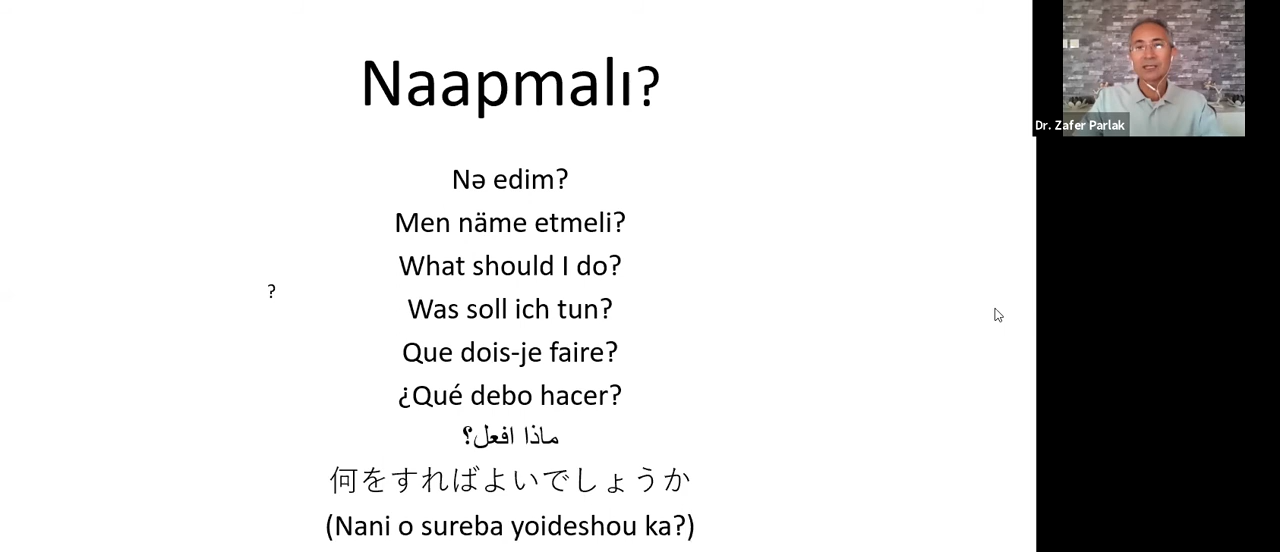 Naapmalı?
Nə edim?
Men näme etmeli?
What should I do?
?
Was soll ich tun?
Que dois-je faire?
¿Qué debo hacer?
ماذا افعل؟
何をすればよいでしょうか
(Nani o sureba yoideshou ka?)
Dr. Zafer Parlak